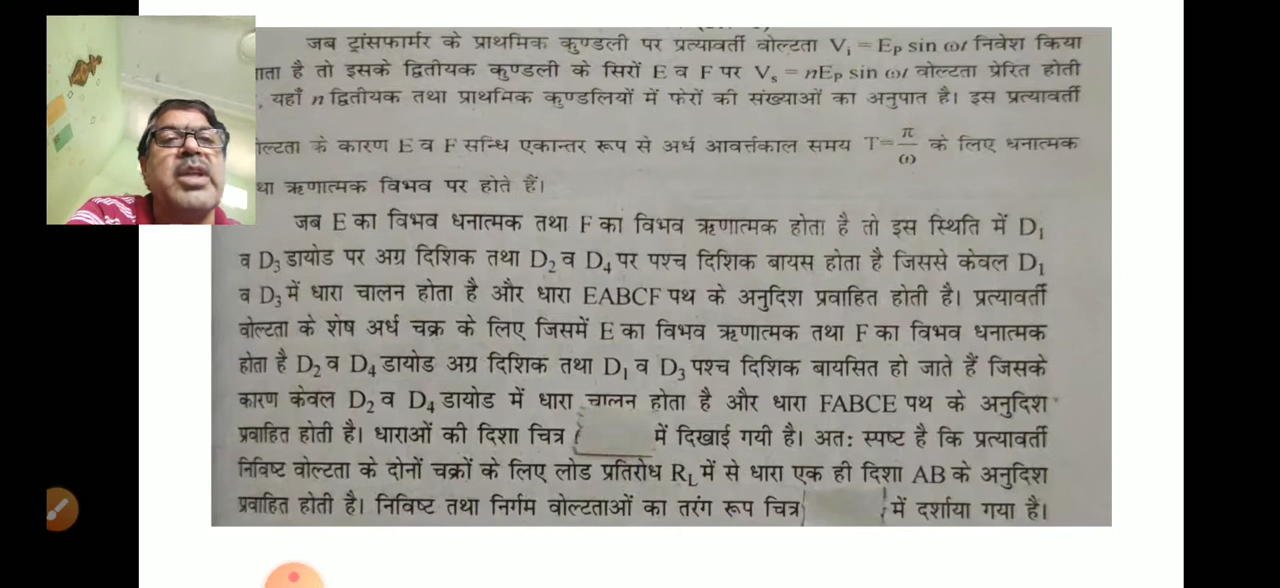 जब ट्रांसफार्मर के प्राथमिक कुण्डली पर प्रत्यावर्ती वोल्टता Vᵢ = E_P sin ωt निवेश किया
है तो इसके द्वितीयक कुण्डली के सिरों E व F पर Vₛ = nE_P sin ωt वोल्टता प्रेरित होती
, यहाँ n द्वितीयक तथा प्राथमिक कुण्डलियों में फेरों की संख्याओं का अनुपात है। इस प्रत्यावर्ती
के कारण E व F सन्धि एकान्तर रूप से अर्ध आवर्त्तकाल समय T=π/ω के लिए धनात्मक
ऋणात्मक विभव पर होते हैं।
जब E का विभव धनात्मक तथा F का विभव ऋणात्मक होता है तो इस स्थिति में D₁
व D₃ डायोड पर अग्र दिशिक तथा D₂ व D₄ पर पश्च दिशिक बायस होता है जिससे केवल D₁
व D₃ में धारा चालन होता है और धारा EABCF पथ के अनुदिश प्रवाहित होती है। प्रत्यावर्ती
वोल्टता के शेष अर्ध चक्र के लिए जिसमें E का विभव ऋणात्मक तथा F का विभव धनात्मक
होता है D₂ व D₄ डायोड अग्र दिशिक तथा D₁ व D₃ पश्च दिशिक बायसित हो जाते हैं जिसके
कारण केवल D₂ व D₄ डायोड में धारा चालन होता है और धारा FABCE पथ के अनुदिश
प्रवाहित होती है। धाराओं की दिशा चित्र ( में दिखाई गयी है। अतः स्पष्ट है कि प्रत्यावर्ती
निविष्ट वोल्टता के दोनों चक्रों के लिए लोड प्रतिरोध R_L में से धारा एक ही दिशा AB के अनुदिश
प्रवाहित होती है। निविष्ट तथा निर्गम वोल्टताओं का तरंग रूप चित्र में दर्शाया गया है।